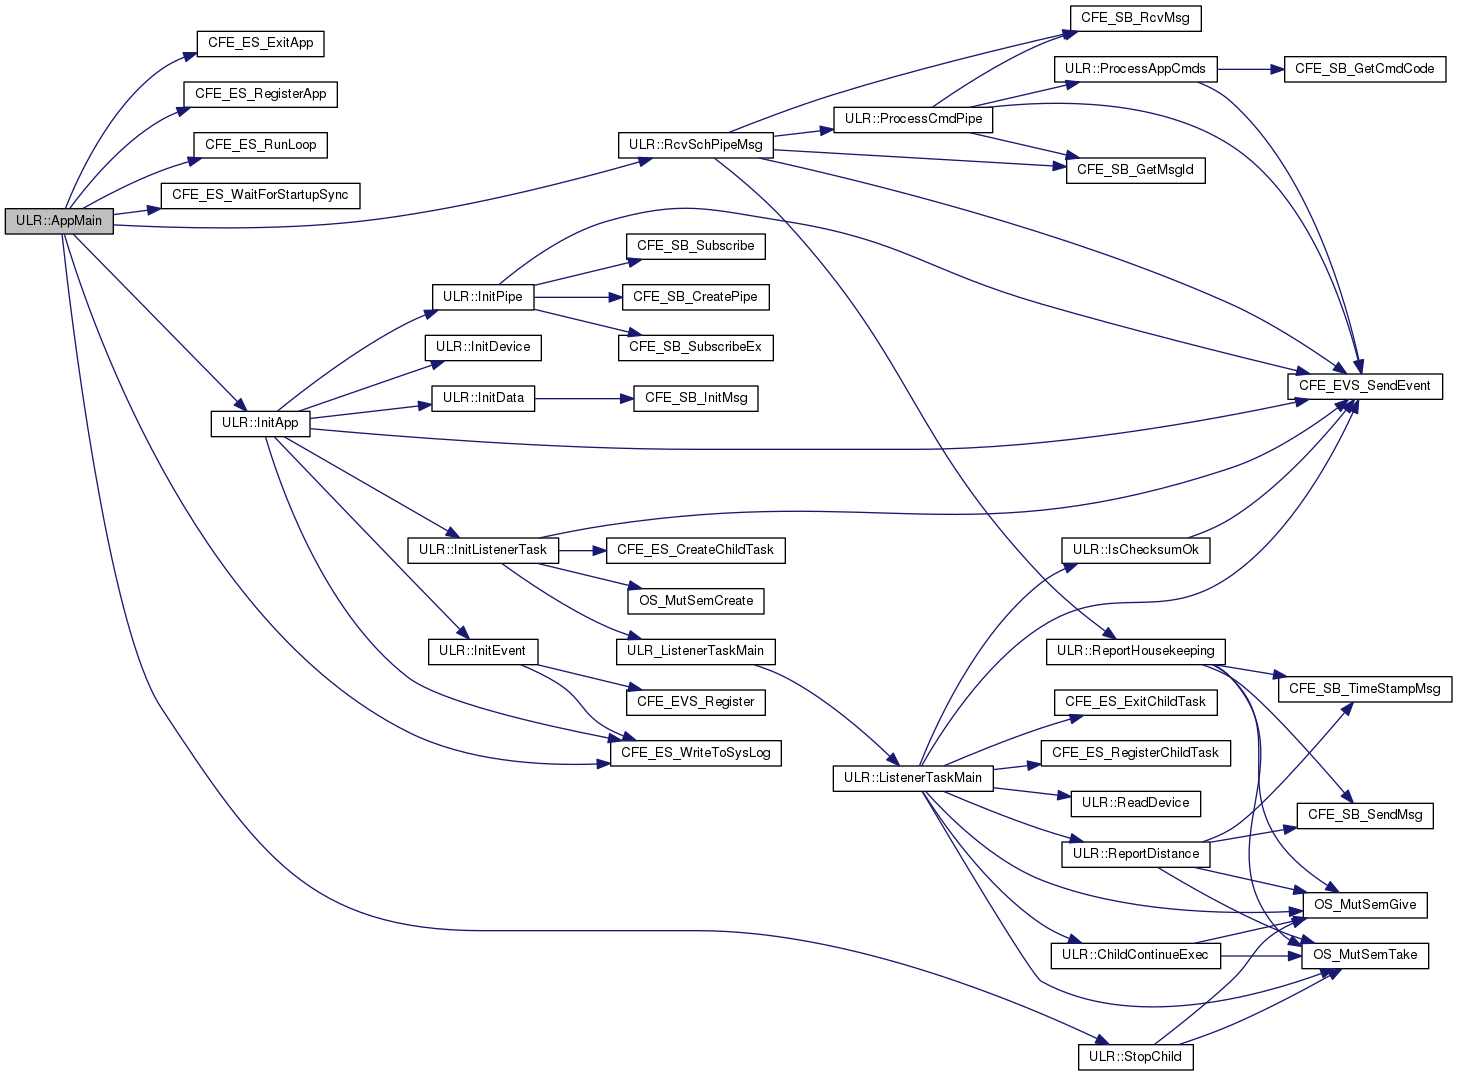 CFE_SB_RcvMsg
CFE_ES_ExitApp
ULR::ProcessAppCmds
CFE_SB_GetCmdCode
CFE_ES_RegisterApp
ULR::ProcessCmdPipe
CFE_ES_RunLoop
ULR::RcvSchPipeMsg
CFE_SB_GetMsgId
CFE_ES_WaitForStartupSync
ULR::AppMain
CFE_SB_Subscribe
ULR::InitPipe
CFE_SB_CreatePipe
ULR::InitDevice
CFE_SB_SubscribeEx
CFE_EVS_SendEvent
ULR::InitData
CFE_SB_InitMsg
ULR::InitApp
ULR::InitListenerTask
CFE_ES_CreateChildTask
ULR::IsChecksumOk
OS_MutSemCreate
ULR::InitEvent
ULR_ListenerTaskMain
ULR::ReportHousekeeping
CFE_SB_TimeStampMsg
CFE_EVS_Register
CFE_ES_ExitChildTask
CFE_ES_WriteToSysLog
CFE_ES_RegisterChildTask
ULR::ListenerTaskMain
ULR::ReadDevice
CFE_SB_SendMsg
ULR::ReportDistance
OS_MutSemGive
ULR::ChildContinueExec
OS_MutSemTake
ULR::StopChild